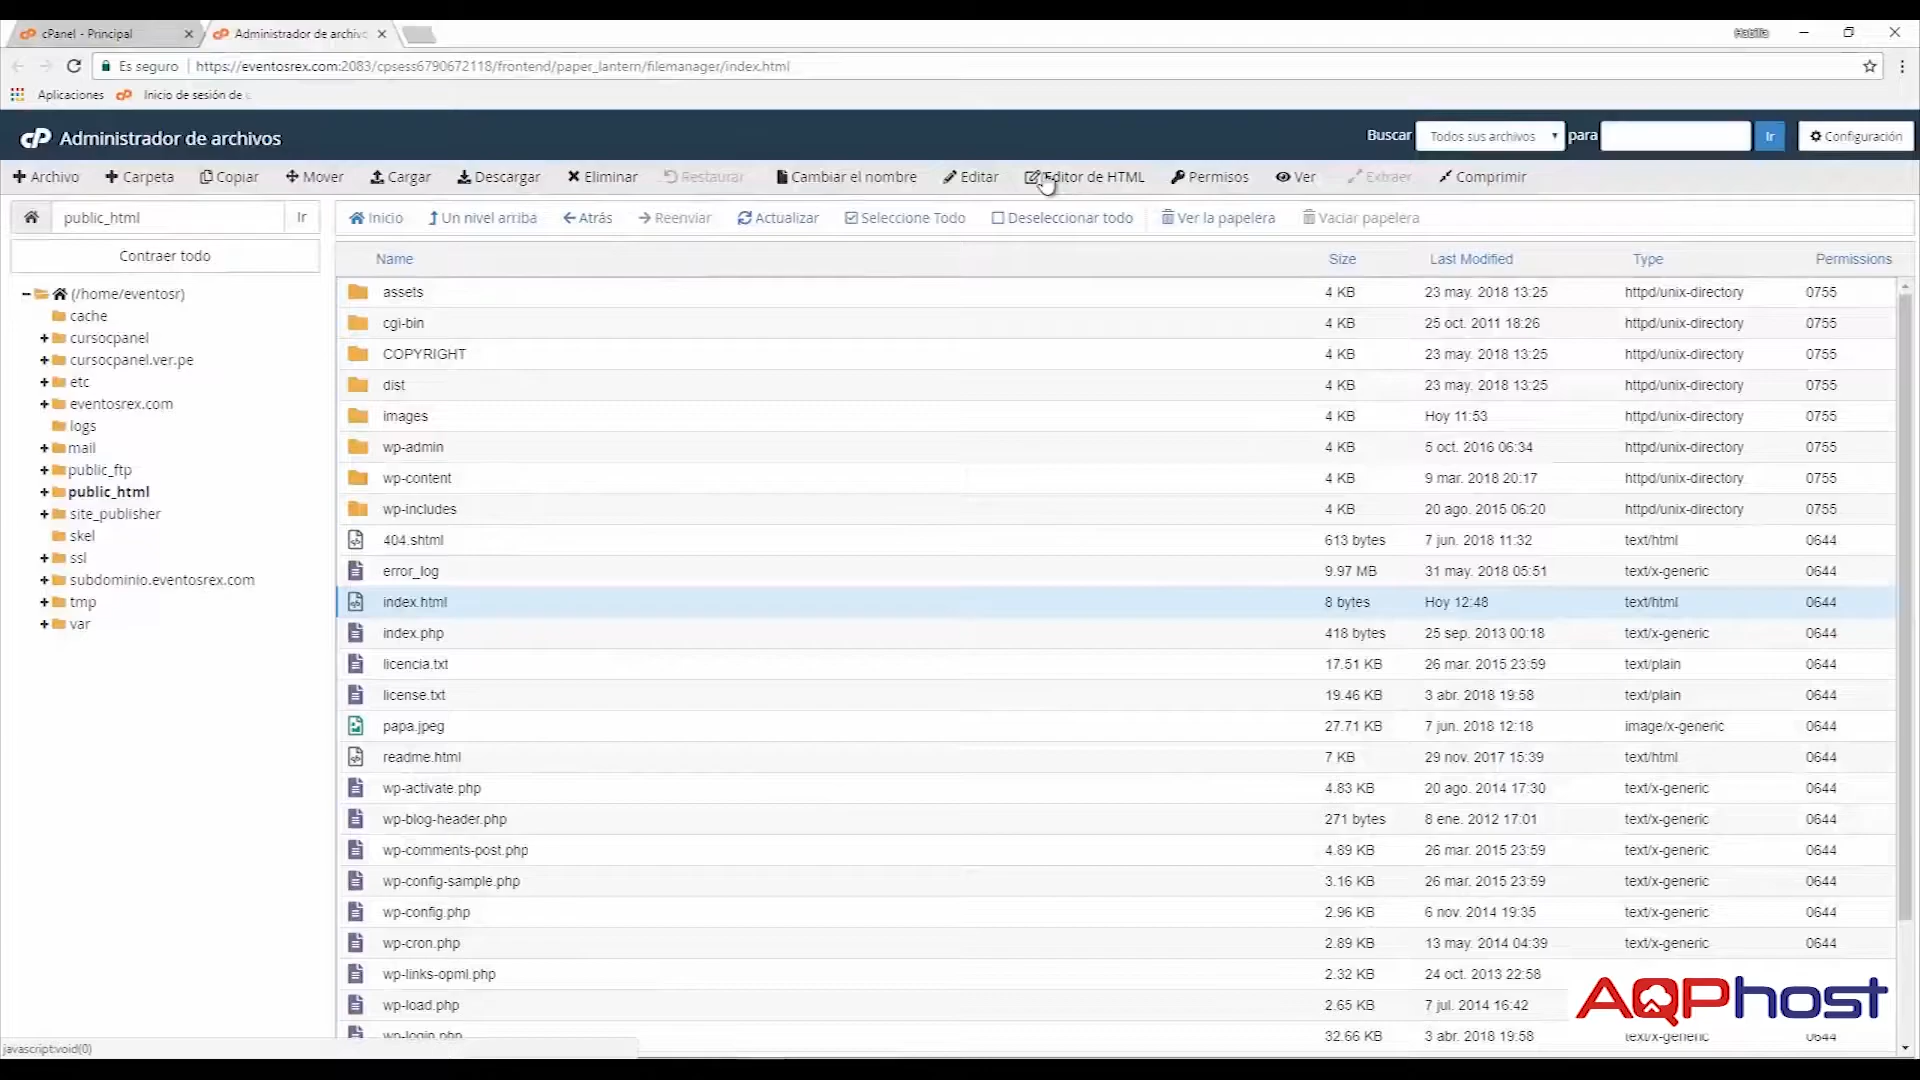 cPanel - Principal
Administrador de archivo
Habilla
Es seguro
https://eventosrex.com:2083/cpsess6790672118/frontend/paper_lantern/filemanager/index.html
Aplicaciones
Inicio de sesión de
cP Administrador de archivos
Buscar Todos sus archivos para Ir Configuración
Archivo Carpeta Copiar Mover Cargar Descargar Eliminar Restaurar Cambiar el nombre Editar Editor de HTML Permisos Ver Extraer Comprimir
public_html Ir
Inicio Un nivel arriba Atrás Reenviar Actualizar Seleccione Todo Deseleccionar todo Ver la papelera Vaciar papelera
Contraer todo
(/home/eventosr)
cache
cursocpanel
cursocpanel.ver.pe
etc
eventosrex.com
logs
mail
public_ftp
public_html
site_publisher
skel
ssl
subdominio.eventosrex.com
tmp
var
Name Size Last Modified Type Permissions
assets 4 KB 23 may. 2018 13:25 httpd/unix-directory 0755
cgi-bin 4 KB 25 oct. 2011 18:26 httpd/unix-directory 0755
COPYRIGHT 4 KB 23 may. 2018 13:25 httpd/unix-directory 0755
dist 4 KB 23 may. 2018 13:25 httpd/unix-directory 0755
images 4 KB Hoy 11:53 httpd/unix-directory 0755
wp-admin 4 KB 5 oct. 2016 06:34 httpd/unix-directory 0755
wp-content 4 KB 9 mar. 2018 20:17 httpd/unix-directory 0755
wp-includes 4 KB 20 ago. 2015 06:20 httpd/unix-directory 0755
404.shtml 613 bytes 7 jun. 2018 11:32 text/html 0644
error_log 9.97 MB 31 may. 2018 05:51 text/x-generic 0644
index.html 8 bytes Hoy 12:48 text/html 0644
index.php 418 bytes 25 sep. 2013 00:18 text/x-generic 0644
licencia.txt 17.51 KB 26 mar. 2015 23:59 text/plain 0644
license.txt 19.46 KB 3 abr. 2018 19:58 text/plain 0644
papa.jpeg 27.71 KB 7 jun. 2018 12:18 image/x-generic 0644
readme.html 7 KB 29 nov. 2017 15:39 text/html 0644
wp-activate.php 4.83 KB 20 ago. 2014 17:30 text/x-generic 0644
wp-blog-header.php 271 bytes 8 ene. 2012 17:01 text/x-generic 0644
wp-comments-post.php 4.89 KB 26 mar. 2015 23:59 text/x-generic 0644
wp-config-sample.php 3.16 KB 26 mar. 2015 23:59 text/x-generic 0644
wp-config.php 2.96 KB 6 nov. 2014 19:35 text/x-generic 0644
wp-cron.php 2.89 KB 13 may. 2014 04:39 text/x-generic 0644
wp-links-opml.php 2.32 KB 24 oct. 2013 22:58
wp-load.php 2.65 KB 7 jul. 2014 16:42
wp-login.php 32.66 KB 3 abr. 2018 19:58 text/x-generic 0644
AQPhost
javascript:void(0)